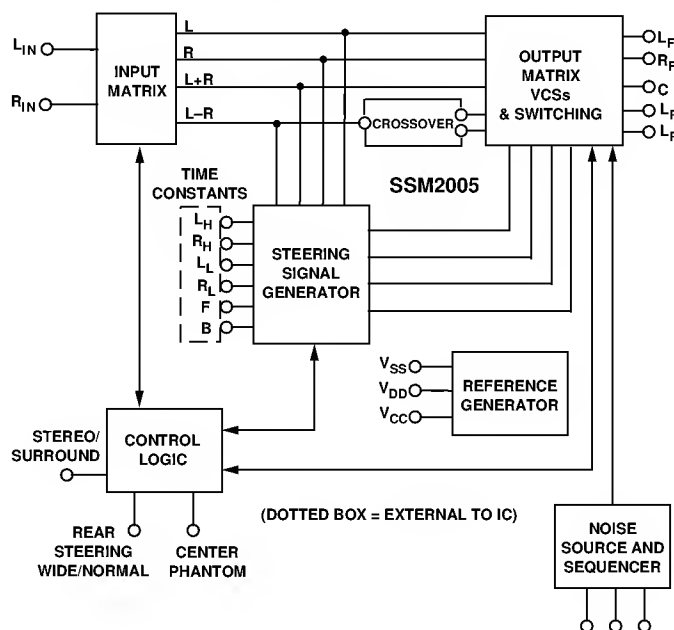 L
R
L+R
L–R
LIN
RIN
INPUT
MATRIX
CROSSOVER
OUTPUT
MATRIX
VCSs
& SWITCHING
LF
RF
C
LF
LF
SSM2005
TIME
CONSTANTS
LH
RH
LL
RL
F
B
STEERING
SIGNAL
GENERATOR
VSS
VDD
VCC
REFERENCE
GENERATOR
STEREO/
SURROUND
CONTROL
LOGIC
REAR
STEERING
WIDE/NORMAL
CENTER
PHANTOM
(DOTTED BOX = EXTERNAL TO IC)
NOISE
SOURCE AND
SEQUENCER